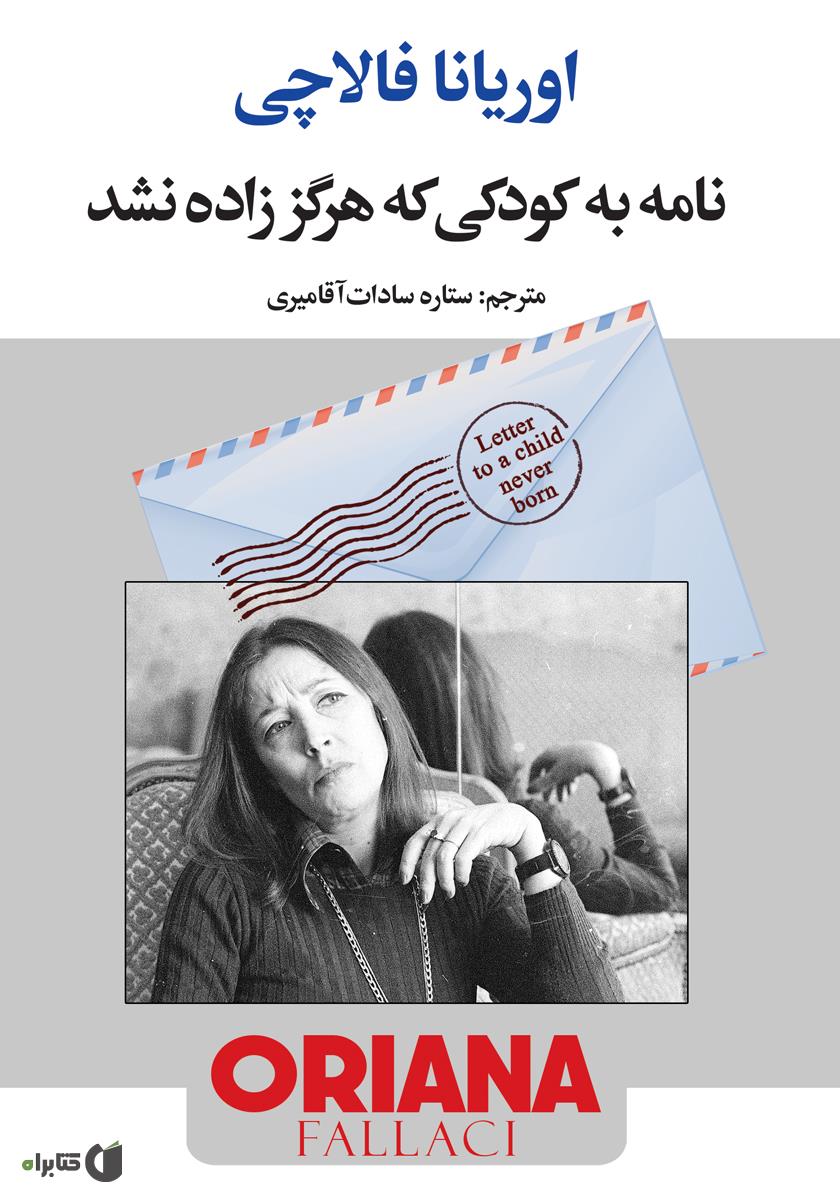 اوریانا فالاچی
نامه به کودکی که هرگز زاده نشد
مترجم: ستاره سادات آقامیری
Letter
to a child
never
born
ORIANA
FALLACI
کتابراه